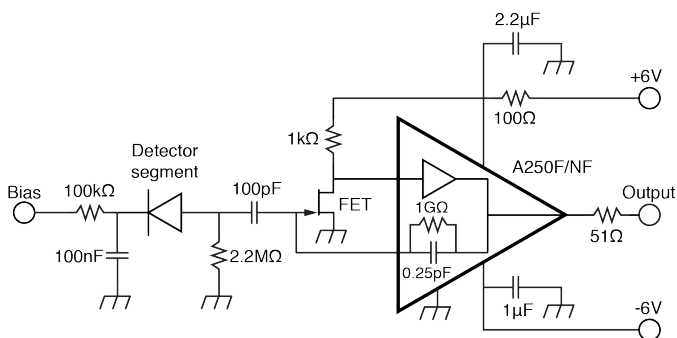 2.2µF
+6V
100Ω
1kΩ
Detector
segment
A250F/NF
Bias
100kΩ
100pF
FET
Output
1GΩ
51Ω
100nF
2.2MΩ
0.25pF
1µF
-6V